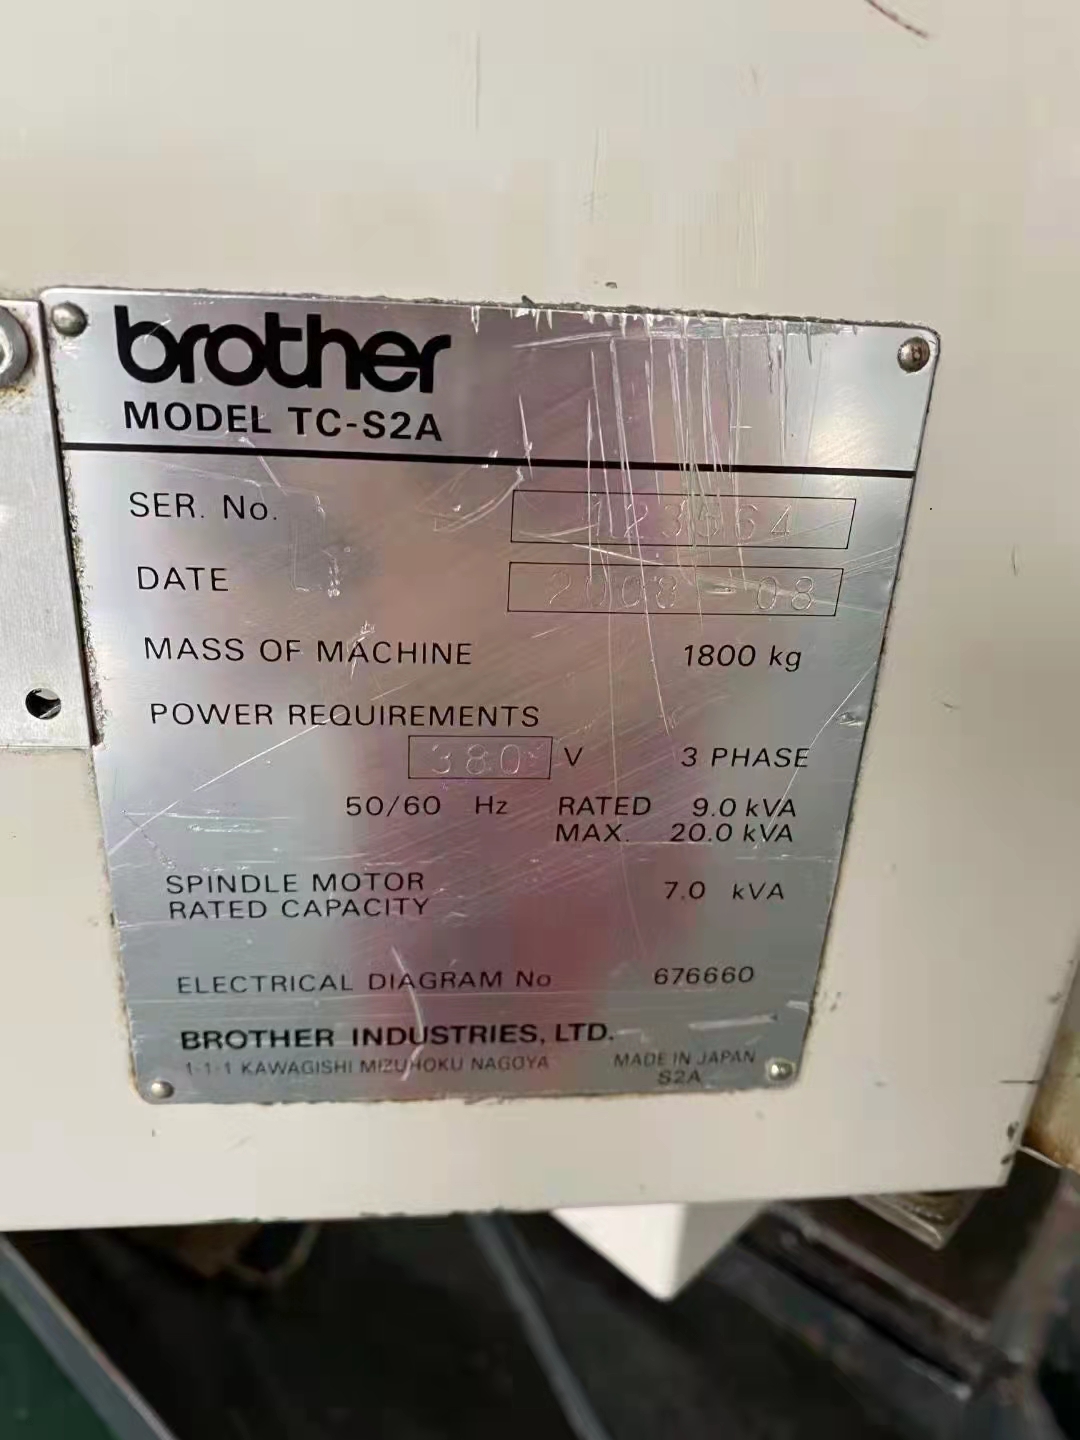 brother
MODEL TC-S2A
SER. No.
DATE 2008-08
MASS OF MACHINE 1800 kg
POWER REQUIREMENTS
380 V 3 PHASE
50/60 Hz RATED 9.0 kVA
MAX. 20.0 kVA
SPINDLE MOTOR
RATED CAPACITY 7.0 kVA
ELECTRICAL DIAGRAM No 676660
BROTHER INDUSTRIES, LTD.
1-1-1 KAWAGISHI MIZUHOKU NAGOYA MADE IN JAPAN
S2A